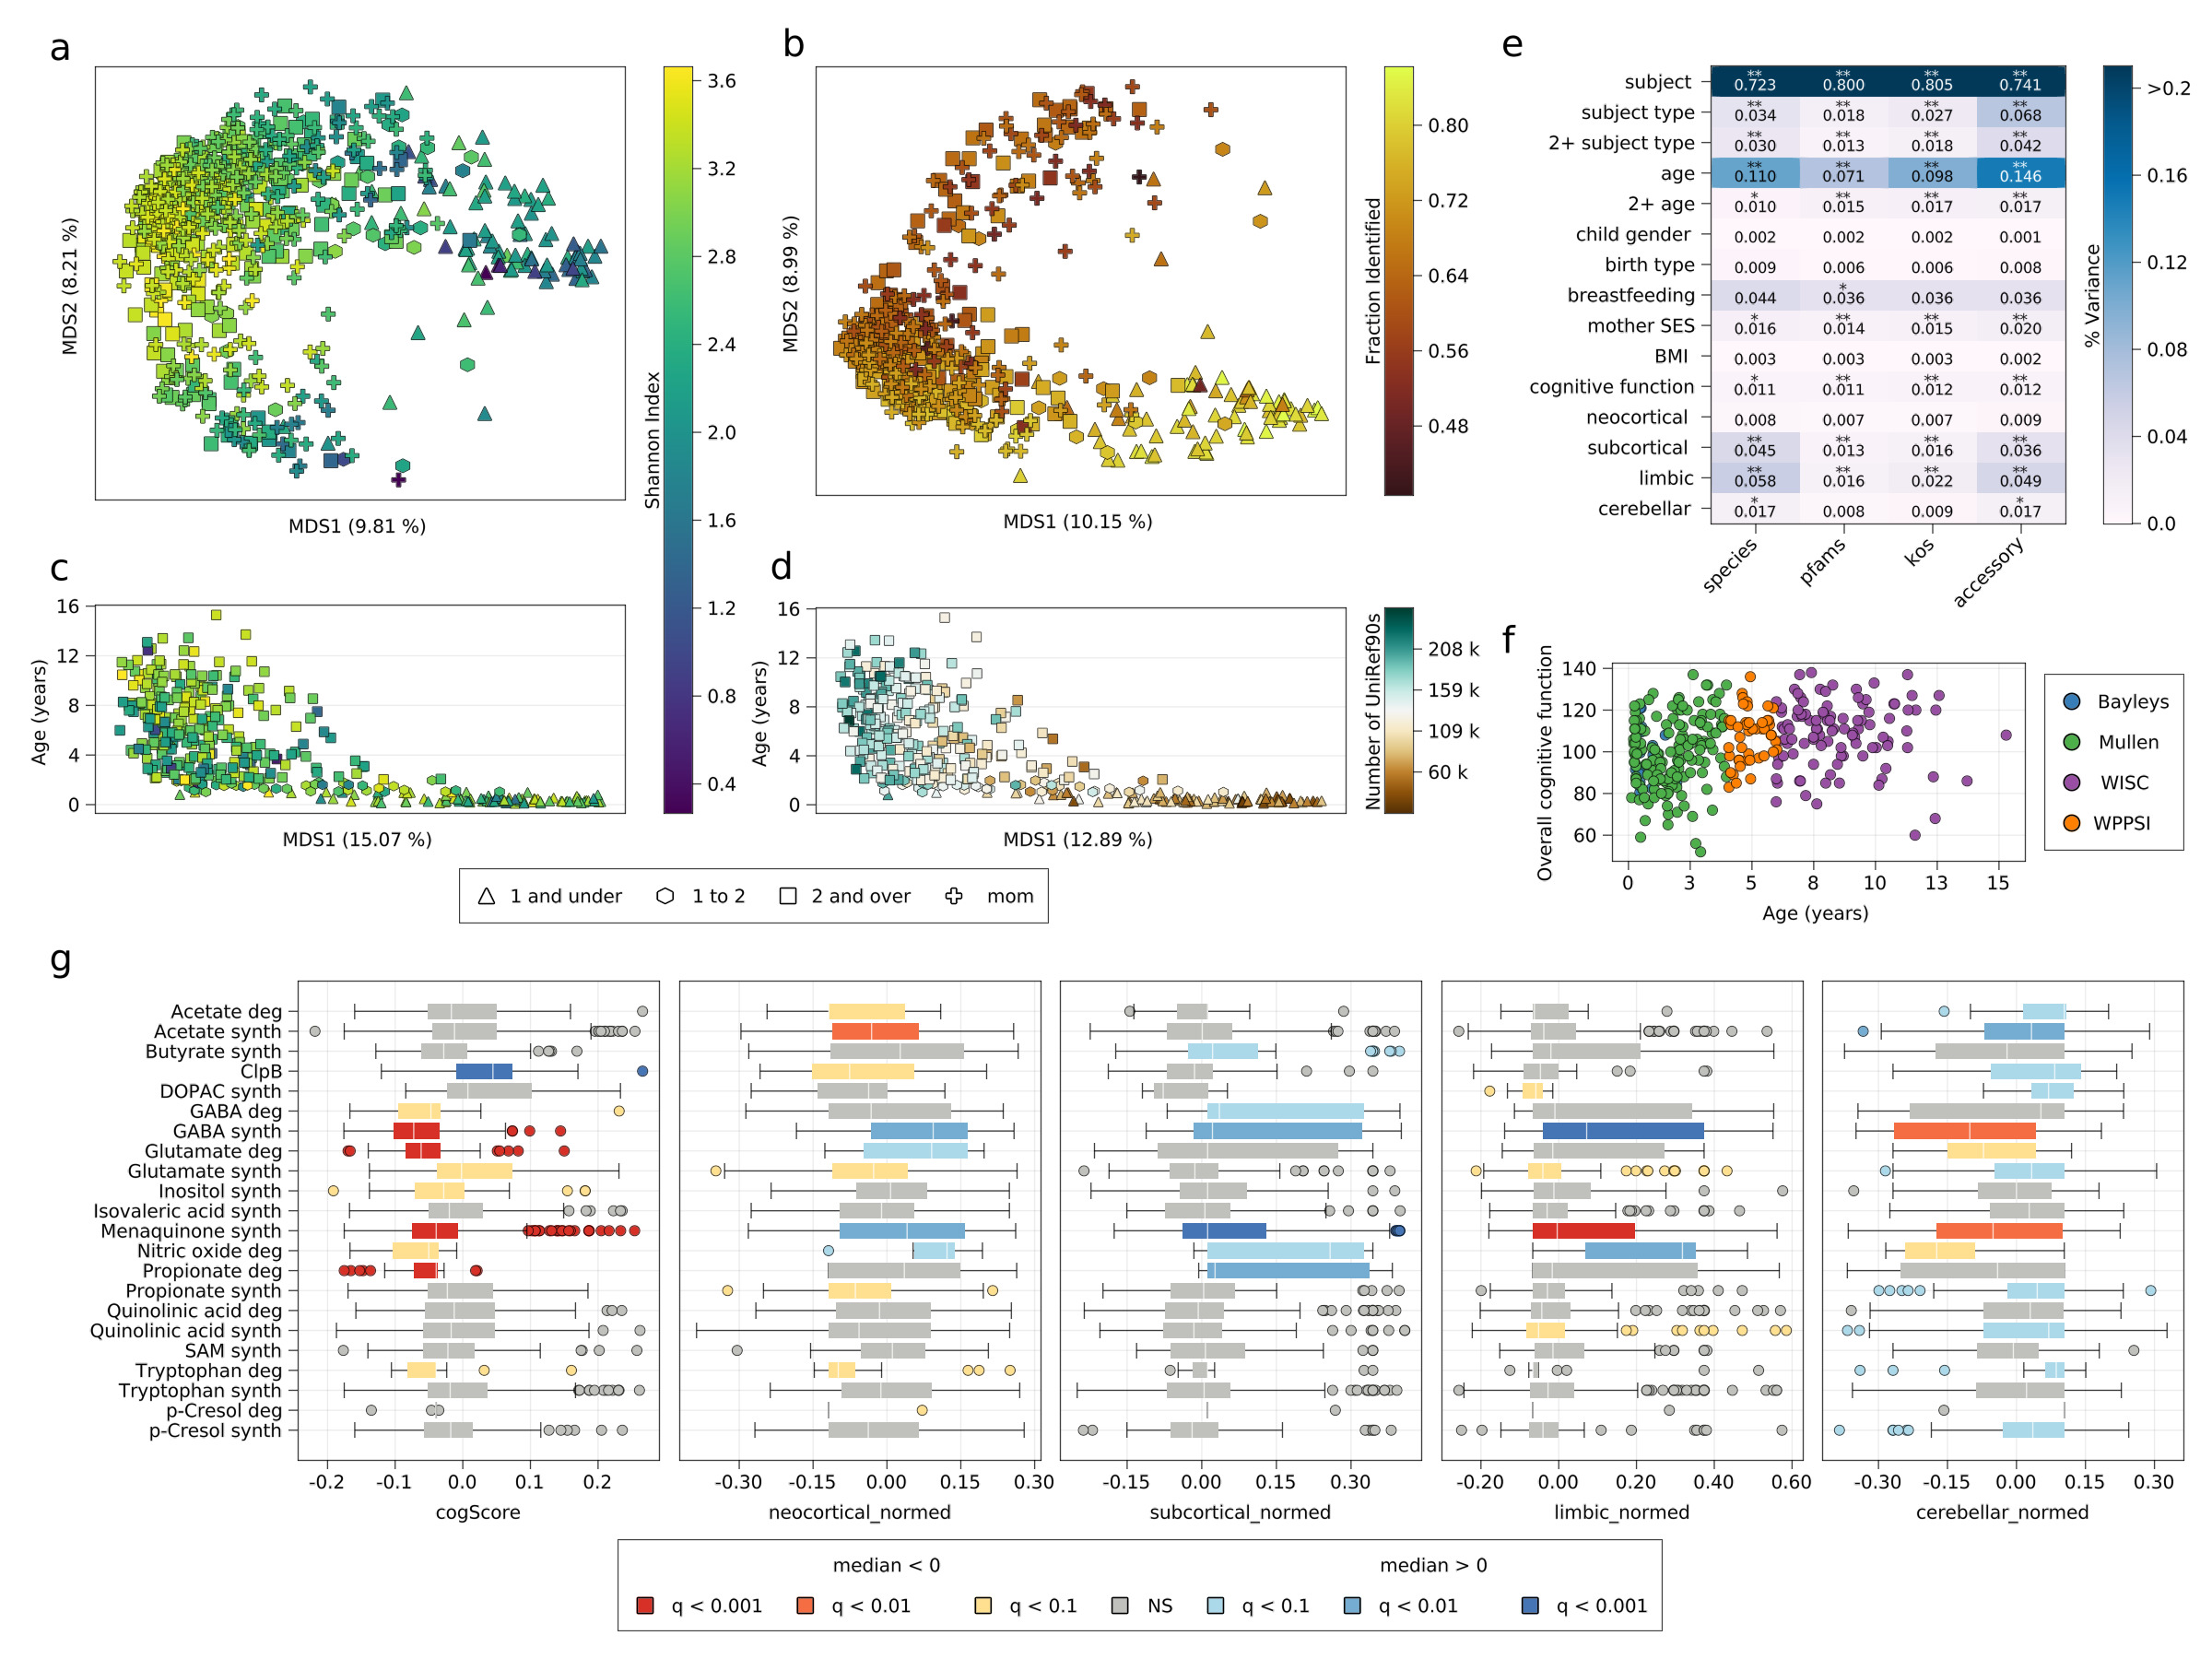 a
MDS2 (8.21 %)
MDS1 (9.81 %)
3.6
3.2
2.8
2.4
2.0
1.6
1.2
0.8
0.4
Shannon Index
b
MDS2 (8.99 %)
MDS1 (10.15 %)
0.80
0.72
0.64
0.56
0.48
Fraction Identified
e
subject ** 0.723 ** 0.800 ** 0.805 ** 0.741
subject type ** 0.034 ** 0.018 ** 0.027 ** 0.068
2+ subject type ** 0.030 ** 0.013 ** 0.018 ** 0.042
age ** 0.110 ** 0.071 ** 0.098 ** 0.146
2+ age * 0.010 ** 0.015 ** 0.017 ** 0.017
child gender 0.002 0.002 0.002 0.001
birth type 0.009 0.006 0.006 0.008
breastfeeding 0.044 * 0.036 0.036 0.036
mother SES * 0.016 ** 0.014 ** 0.015 ** 0.020
BMI 0.003 0.003 0.003 0.002
cognitive function * 0.011 ** 0.011 ** 0.012 ** 0.012
neocortical 0.008 0.007 0.007 0.009
subcortical ** 0.045 ** 0.013 ** 0.016 ** 0.036
limbic ** 0.058 ** 0.016 ** 0.022 ** 0.049
cerebellar * 0.017 0.008 0.009 * 0.017
species pfams kos accessory
>0.2
0.16
0.12
0.08
0.04
0.0
% Variance
c
16
12
8
4
0
Age (years)
MDS1 (15.07 %)
d
16
12
8
4
0
Age (years)
MDS1 (12.89 %)
208 k
159 k
109 k
60 k
Number of UniRef90s
1 and under 1 to 2 2 and over mom
f
140
120
100
80
60
Overall cognitive function
0 3 5 8 10 13 15
Age (years)
Bayleys
Mullen
WISC
WPPSI
g
Acetate deg
Acetate synth
Butyrate synth
ClpB
DOPAC synth
GABA deg
GABA synth
Glutamate deg
Glutamate synth
Inositol synth
Isovaleric acid synth
Menaquinone synth
Nitric oxide deg
Propionate deg
Propionate synth
Quinolinic acid deg
Quinolinic acid synth
SAM synth
Tryptophan deg
Tryptophan synth
p-Cresol deg
p-Cresol synth
-0.2 -0.1 0.0 0.1 0.2
cogScore
-0.30 -0.15 0.00 0.15 0.30
neocortical_normed
-0.15 0.00 0.15 0.30
subcortical_normed
-0.20 0.00 0.20 0.40 0.60
limbic_normed
-0.30 -0.15 0.00 0.15 0.30
cerebellar_normed
median < 0 median > 0
q < 0.001 q < 0.01 q < 0.1 NS q < 0.1 q < 0.01 q < 0.001